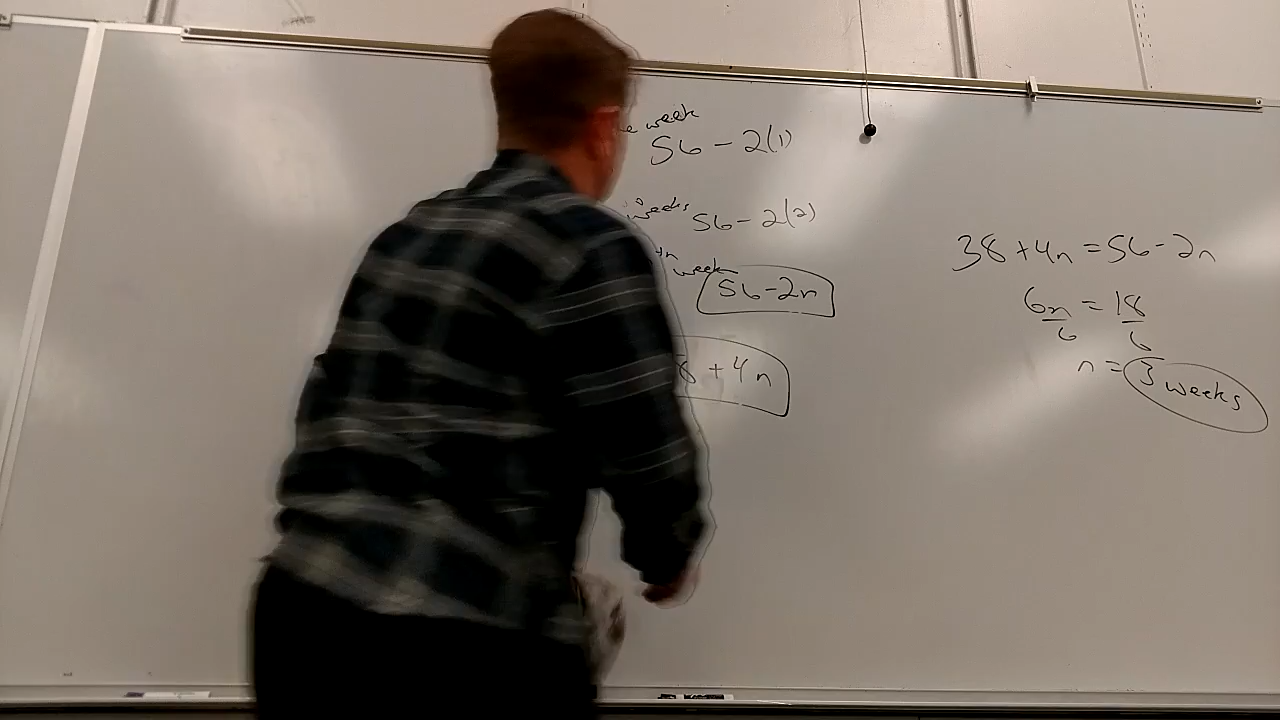 week
56 - 2(1)
weeks 56 - 2(2)
week
56 - 2n
8 + 4n
38 + 4n = 56 - 2n
6n = 18
6 6
n = 3 weeks